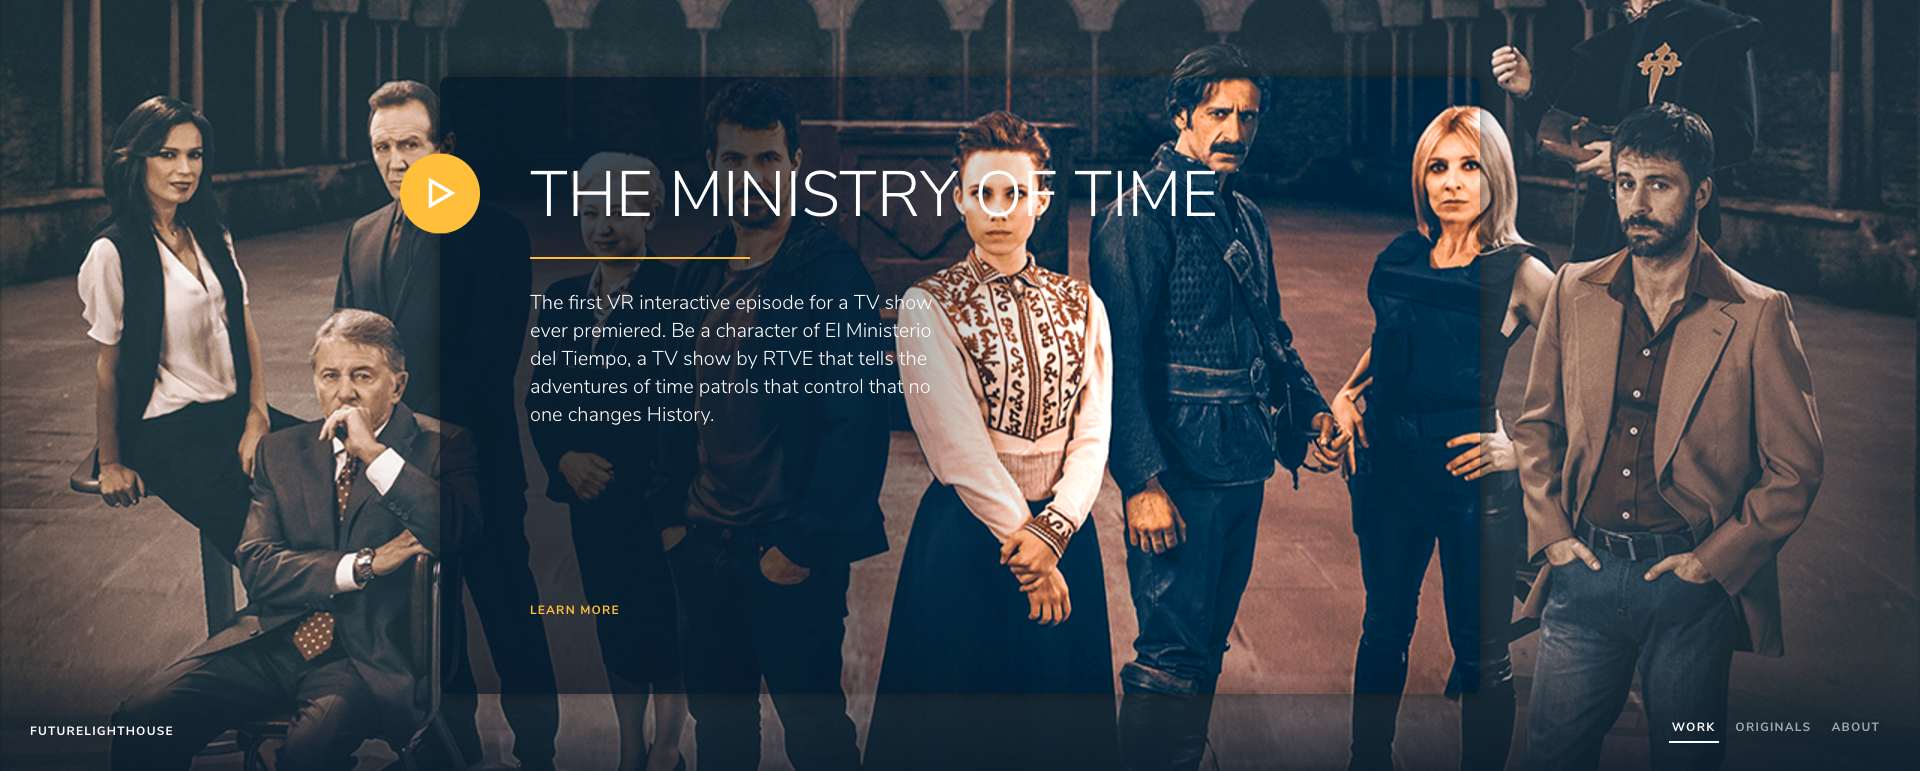 THE MINISTRY OF TIME
The first VR interactive episode for a TV show
ever premiered. Be a character of El Ministerio
del Tiempo, a TV show by RTVE that tells the
adventures of time patrols that control that no
one changes History.
LEARN MORE
FUTURELIGHTHOUSE
WORK ORIGINALS ABOUT